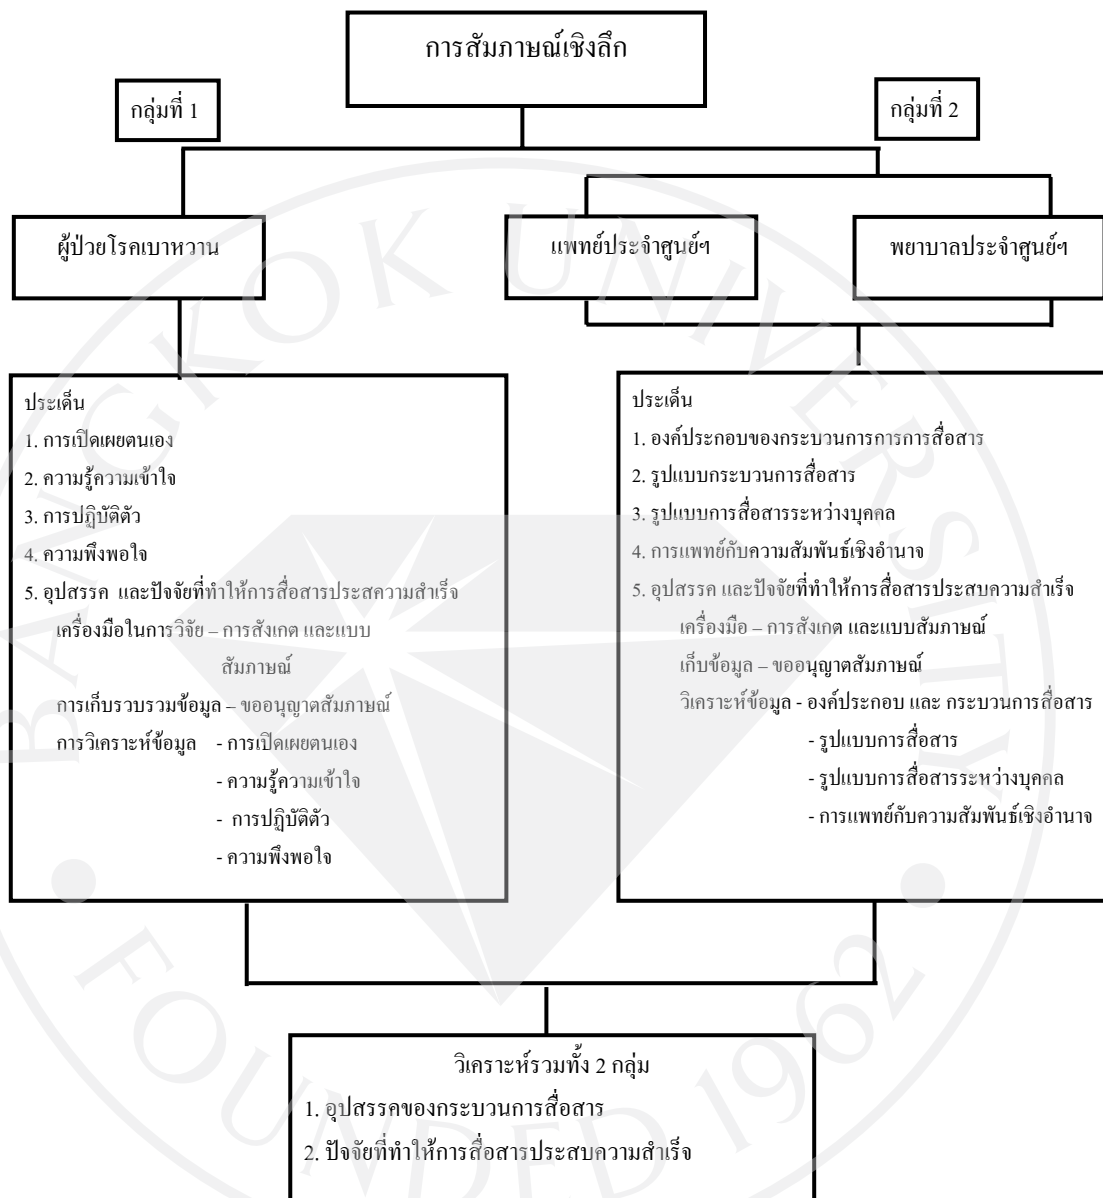 การสัมภาษณ์เชิงลึก
กลุ่มที่ 1
กลุ่มที่ 2
ผู้ป่วยโรคเบาหวาน
แพทย์ประจำศูนย์ฯ
พยาบาลประจำศูนย์ฯ
ประเด็น
1. การเปิดเผยตนเอง
2. ความรู้ความเข้าใจ
3. การปฏิบัติตัว
4. ความพึงพอใจ
5. อุปสรรค และปัจจัยที่ทำให้การสื่อสารประสความสำเร็จ
เครื่องมือในการวิจัย – การสังเกต และแบบ
สัมภาษณ์
การเก็บรวบรวมข้อมูล – ขออนุญาตสัมภาษณ์
การวิเคราะห์ข้อมูล - การเปิดเผยตนเอง
- ความรู้ความเข้าใจ
- การปฏิบัติตัว
- ความพึงพอใจ
ประเด็น
1. องค์ประกอบของกระบวนการการการสื่อสาร
2. รูปแบบกระบวนการสื่อสาร
3. รูปแบบการสื่อสารระหว่างบุคคล
4. การแพทย์กับความสัมพันธ์เชิงอำนาจ
5. อุปสรรค และปัจจัยที่ทำให้การสื่อสารประสบความสำเร็จ
เครื่องมือ – การสังเกต และแบบสัมภาษณ์
เก็บข้อมูล – ขออนุญาตสัมภาษณ์
วิเคราะห์ข้อมูล - องค์ประกอบ และ กระบวนการสื่อสาร
- รูปแบบการสื่อสาร
- รูปแบบการสื่อสารระหว่างบุคคล
- การแพทย์กับความสัมพันธ์เชิงอำนาจ
วิเคราะห์รวมทั้ง 2 กลุ่ม
1. อุปสรรคของกระบวนการสื่อสาร
2. ปัจจัยที่ทำให้การสื่อสารประสบความสำเร็จ
BANGKOK UNIVERSITY
FOUNDED 1962